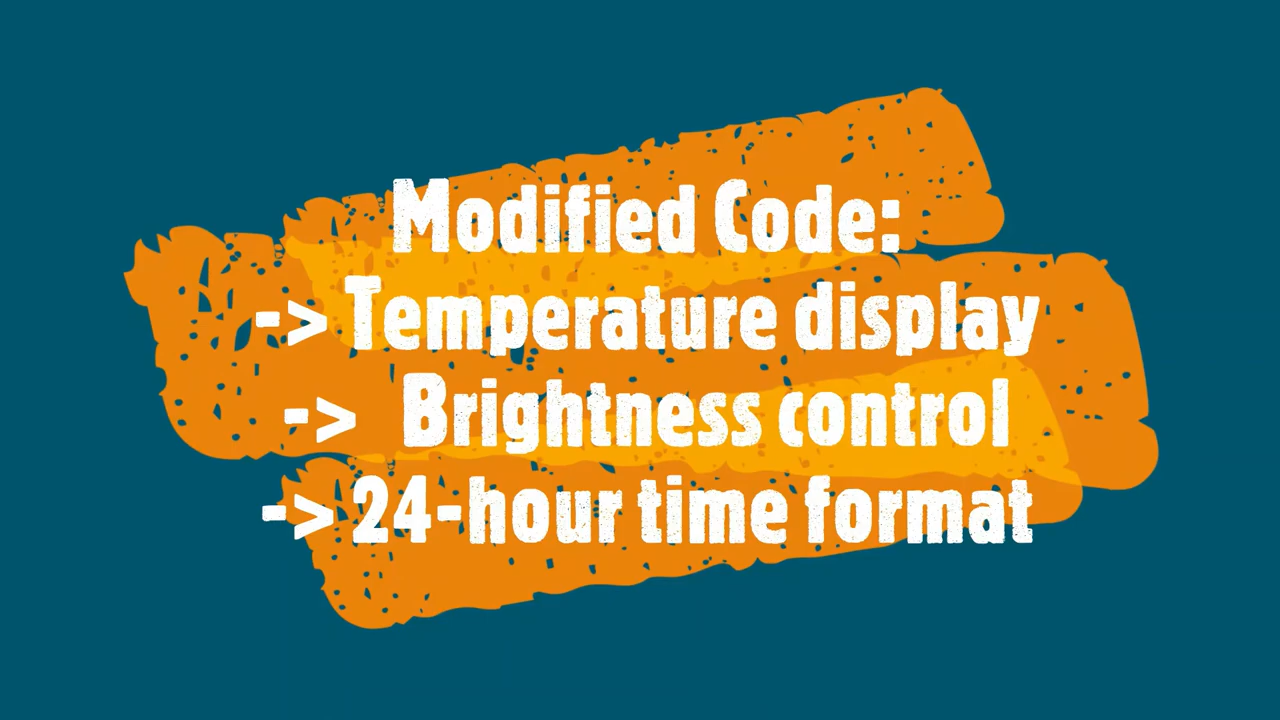 Modified Code:
-> Temperature display
-> Brightness control
-> 24-hour time format